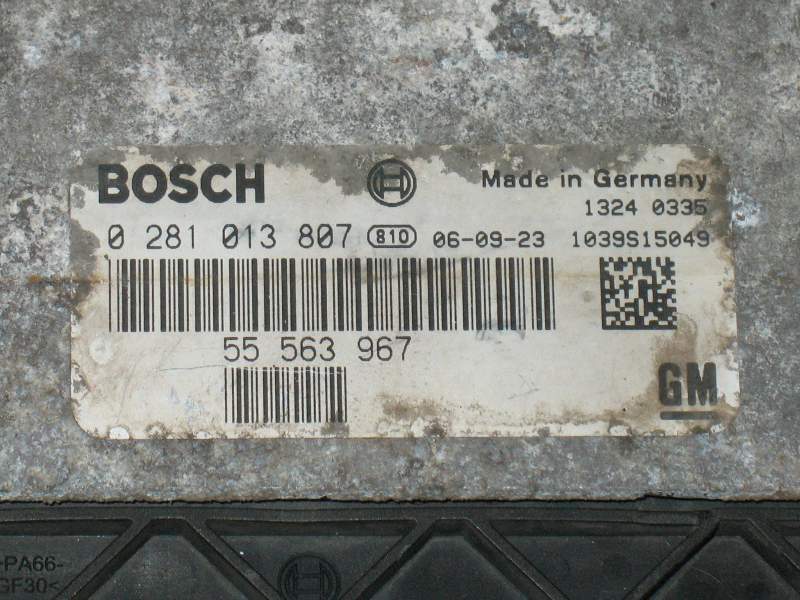 BOSCH
Made in Germany
1324 0335
0 281 013 807 810 06-09-23 1039S15049
55 563 967
GM
-PA66-
GF30<